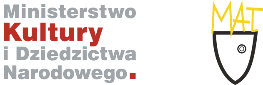 Ministerstwo
Kultury
i Dziedzictwa
Narodowego.
MAT